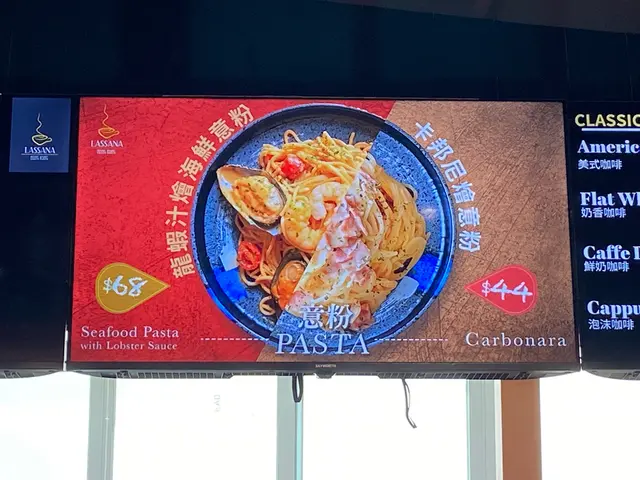 LASSANA
LASSANA
龍蝦汁燴海鮮意粉
卡邦尼燴意粉
$44
Seafood Pasta
with Lobster Sauce
意粉
PASTA
Carbonara
CLASSIC
Americ
美式咖啡
Flat Wh
奶香咖啡
Caffe
鮮奶咖啡
Cappu
泡沫咖啡